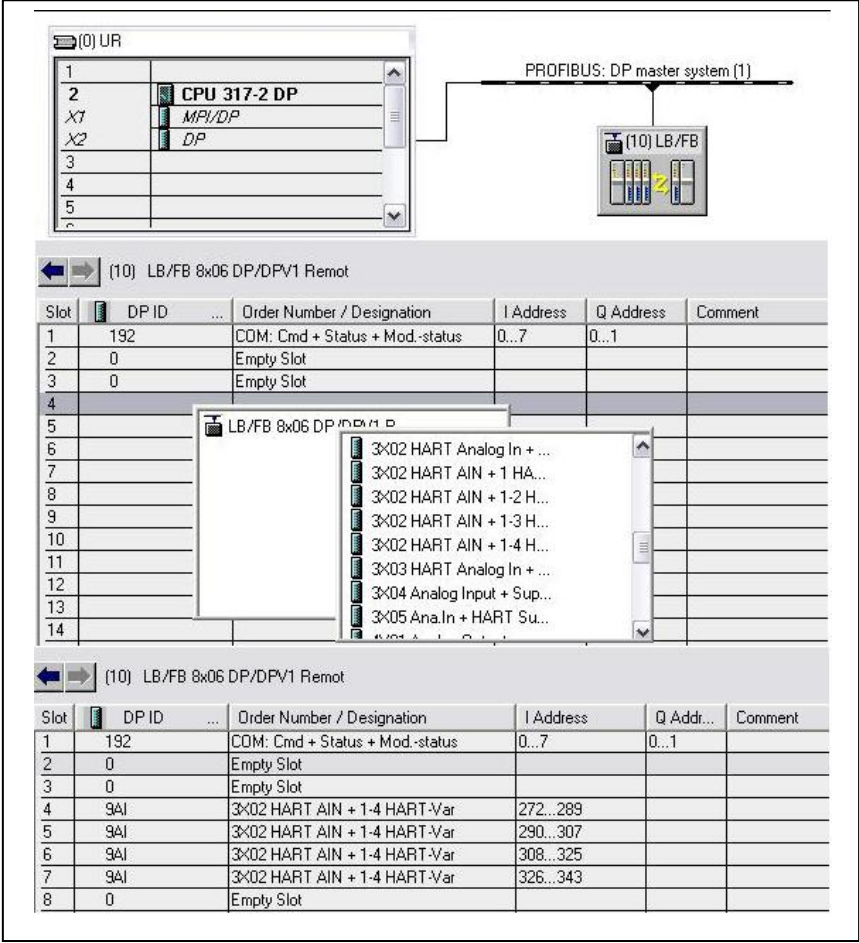 (0) UR
1
2 CPU 317-2 DP
X1 MPI/DP
X2 DP
3
4
5
PROFIBUS: DP master system (1)
(10) LB/FB
(10) LB/FB 8x06 DP/DPV1 Remot
Slot DP ID ... Order Number / Designation I Address Q Address Comment
1 192 COM: Cmd + Status + Mod.-status 0...7 0...1
2 0 Empty Slot
3 0 Empty Slot
4
5
6
7
8
9
10
11
12
13
14
LB/FB 8x06 DP/DPV1 R
3X02 HART Analog In + ...
3X02 HART AIN + 1 HA...
3X02 HART AIN + 1-2 H...
3X02 HART AIN + 1-3 H...
3X02 HART AIN + 1-4 H...
3X03 HART Analog In + ...
3X04 Analog Input + Sup...
3X05 Ana.In + HART Su...
(10) LB/FB 8x06 DP/DPV1 Remot
Slot DP ID ... Order Number / Designation I Address Q Addr... Comment
1 192 COM: Cmd + Status + Mod.-status 0...7 0...1
2 0 Empty Slot
3 0 Empty Slot
4 9AI 3X02 HART AIN + 1-4 HART-Var 272...289
5 9AI 3X02 HART AIN + 1-4 HART-Var 290...307
6 9AI 3X02 HART AIN + 1-4 HART-Var 308...325
7 9AI 3X02 HART AIN + 1-4 HART-Var 326...343
8 0 Empty Slot